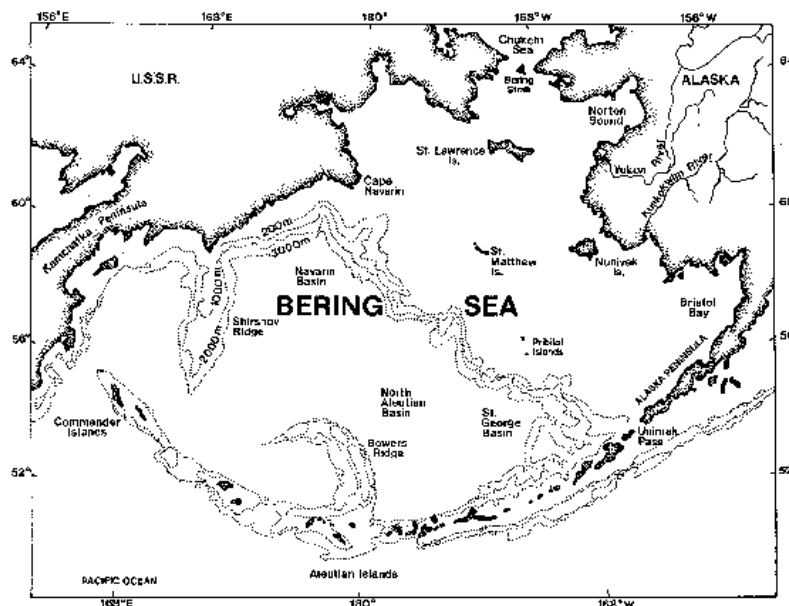 156° E
168° E
180°
168° W
156° W
64°
Chukchi
Sea
U.S.S.R.
Bering
Strait
ALASKA
Norton
Sound
St. Lawrence
Is.
Yukon River
Kuskokwim River
Cape
Navarin
60°
Kamchatka Peninsula
200m
3000m
St.
Matthew
Is.
Nunivak
Is.
Navarin
Basin
1000m
BERING SEA
Bristol
Bay
Shirshov
Ridge
2000m
56°
Pribilof
Islands
ALASKA PENINSULA
North
Aleutian
Basin
St.
George
Basin
Commander
Islands
Bowers
Ridge
Unimak
Pass
52°
52°
Aleutian Islands
PACIFIC OCEAN
168°E
180°
168°W